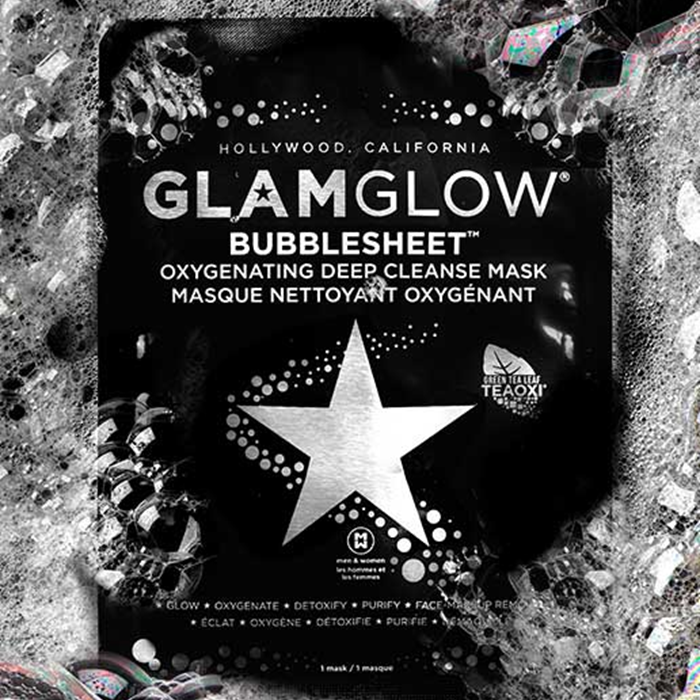 HOLLYWOOD, CALIFORNIA
GLAMGLOW®
BUBBLESHEET™
OXYGENATING DEEP CLEANSE MASK
MASQUE NETTOYANT OXYGÉNANT
GREEN TEA LEAF
TEAOXI
men & women
les hommes et
les femmes
★ GLOW ★ OXYGENATE ★ DETOXIFY ★ PURIFY ★ FACE-MAKEUP
★ ÉCLAT ★ OXYGÈNE ★ DÉTOXIFIE ★ PURIFIE ★
1 mask / 1 masque